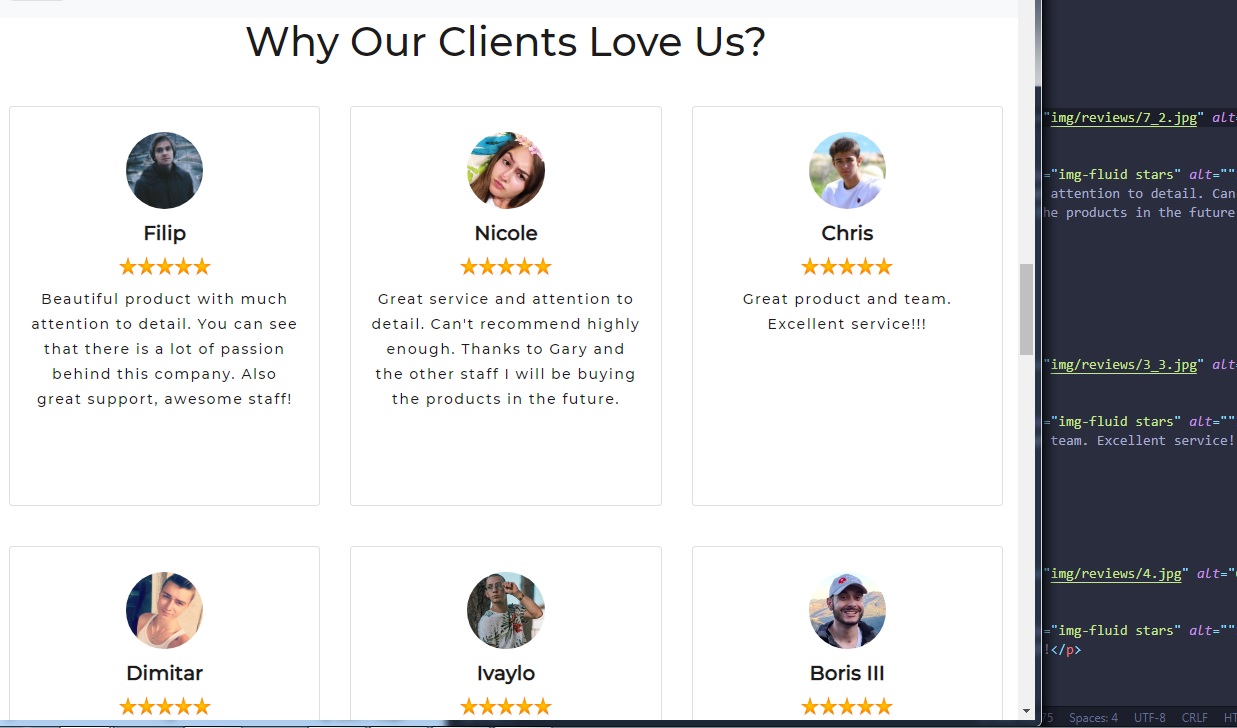 Why Our Clients Love Us?
Filip
Beautiful product with much
attention to detail. You can see
that there is a lot of passion
behind this company. Also
great support, awesome staff!
Nicole
Great service and attention to
detail. Can't recommend highly
enough. Thanks to Gary and
the other staff I will be buying
the products in the future.
Chris
Great product and team.
Excellent service!!!
Dimitar
Ivaylo
Boris III
"img/reviews/7_2.jpg" alt=
="img-fluid stars" alt=""
attention to detail. Can
he products in the future
"img/reviews/3_3.jpg" alt=
="img-fluid stars" alt=""
team. Excellent service!
"img/reviews/4.jpg" alt="
="img-fluid stars" alt=""
!</p>
75 Spaces: 4 UTF-8 CRLF HT